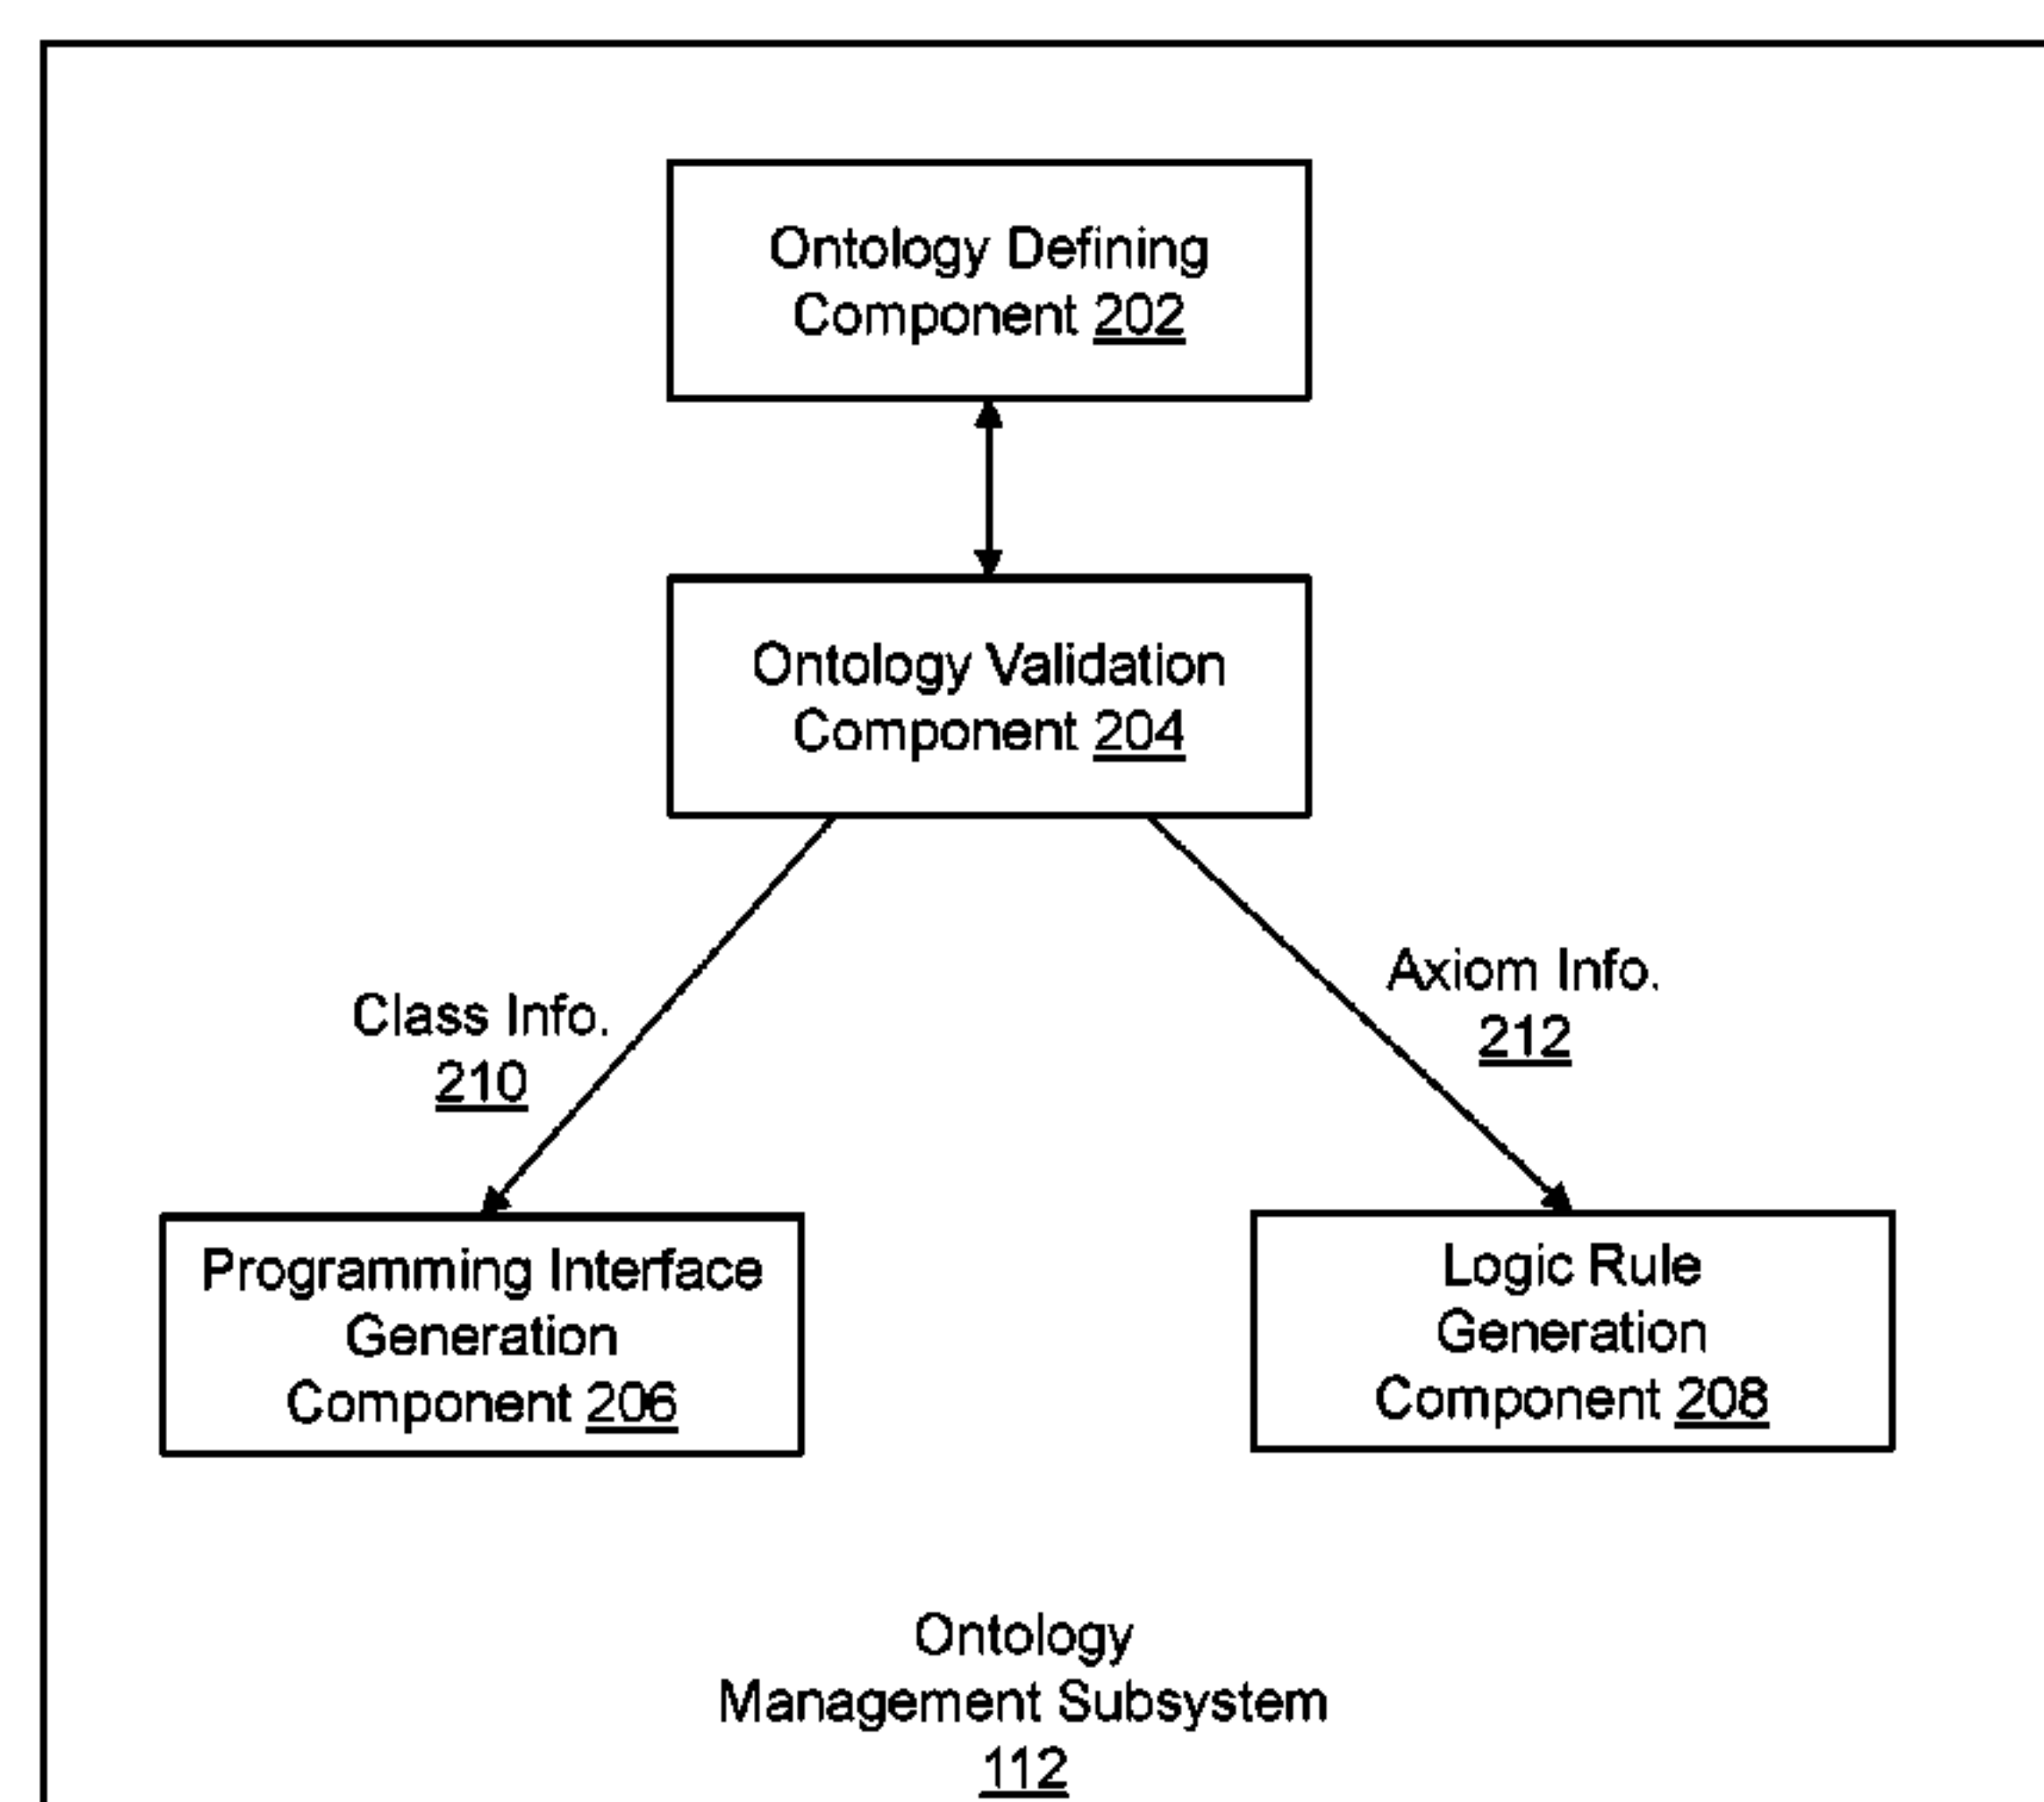 Ontology Defining
Component 202
Ontology Validation
Component 204
Class Info.
210
Axiom Info.
212
Programming Interface
Generation
Component 206
Logic Rule
Generation
Component 208
Ontology
Management Subsystem
112